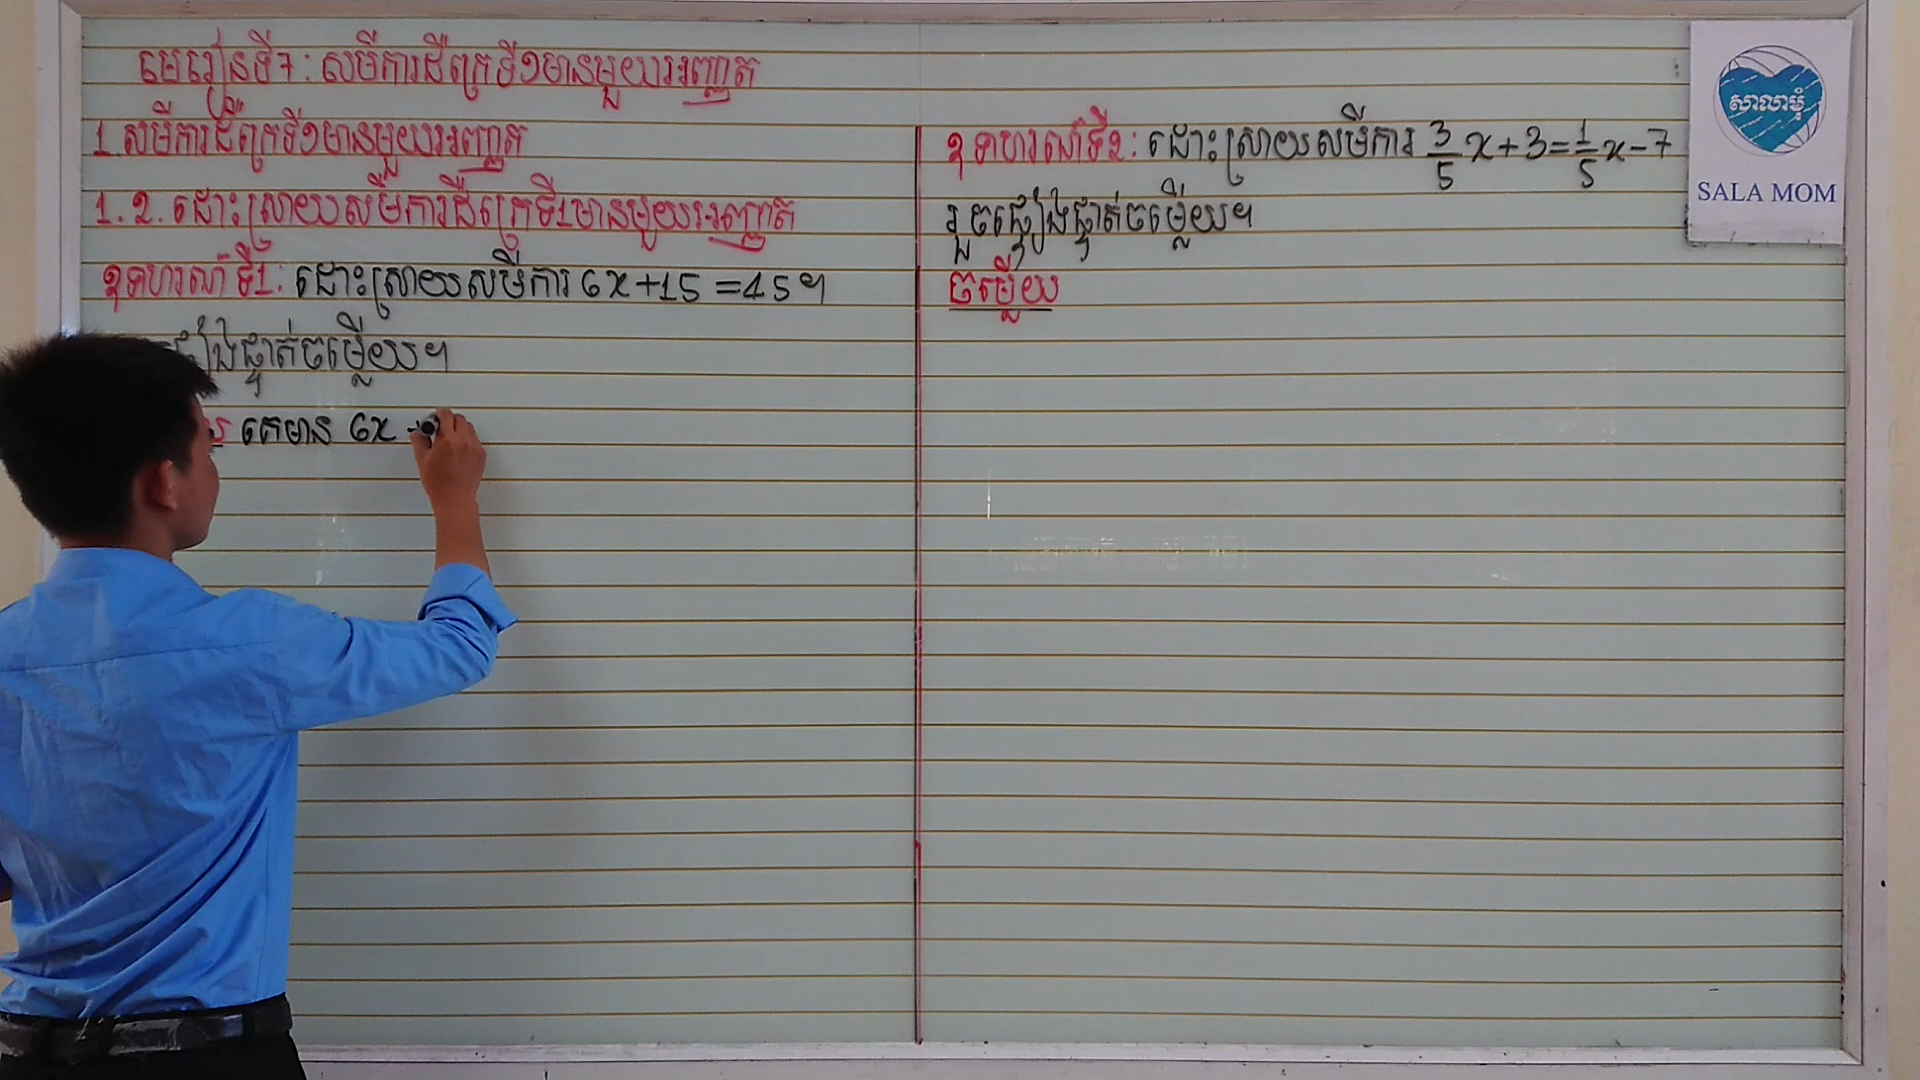 មេរៀនទី7: សមីការដឺក្រេទី១មានមួយអញ្ញាត
1.សមីការដឺក្រេទី១មានមួយអញ្ញាត
1.2. ដោះស្រាយសមីការដឺក្រេទី1មានមួយអញ្ញាត
ឧទាហរណ៍ ទី1: ដោះស្រាយសមីការ 6x+15 =45។
ផ្ទៀងផ្ទាត់ចម្លើយ។
គេមាន 6x
ឧទាហរណ៍ទី2: ដោះស្រាយសមីការ 3/5 x+3=1/5 x-7
រួចផ្ទៀងផ្ទាត់ចម្លើយ។
ចម្លើយ
សាលាមុំ
SALA MOM